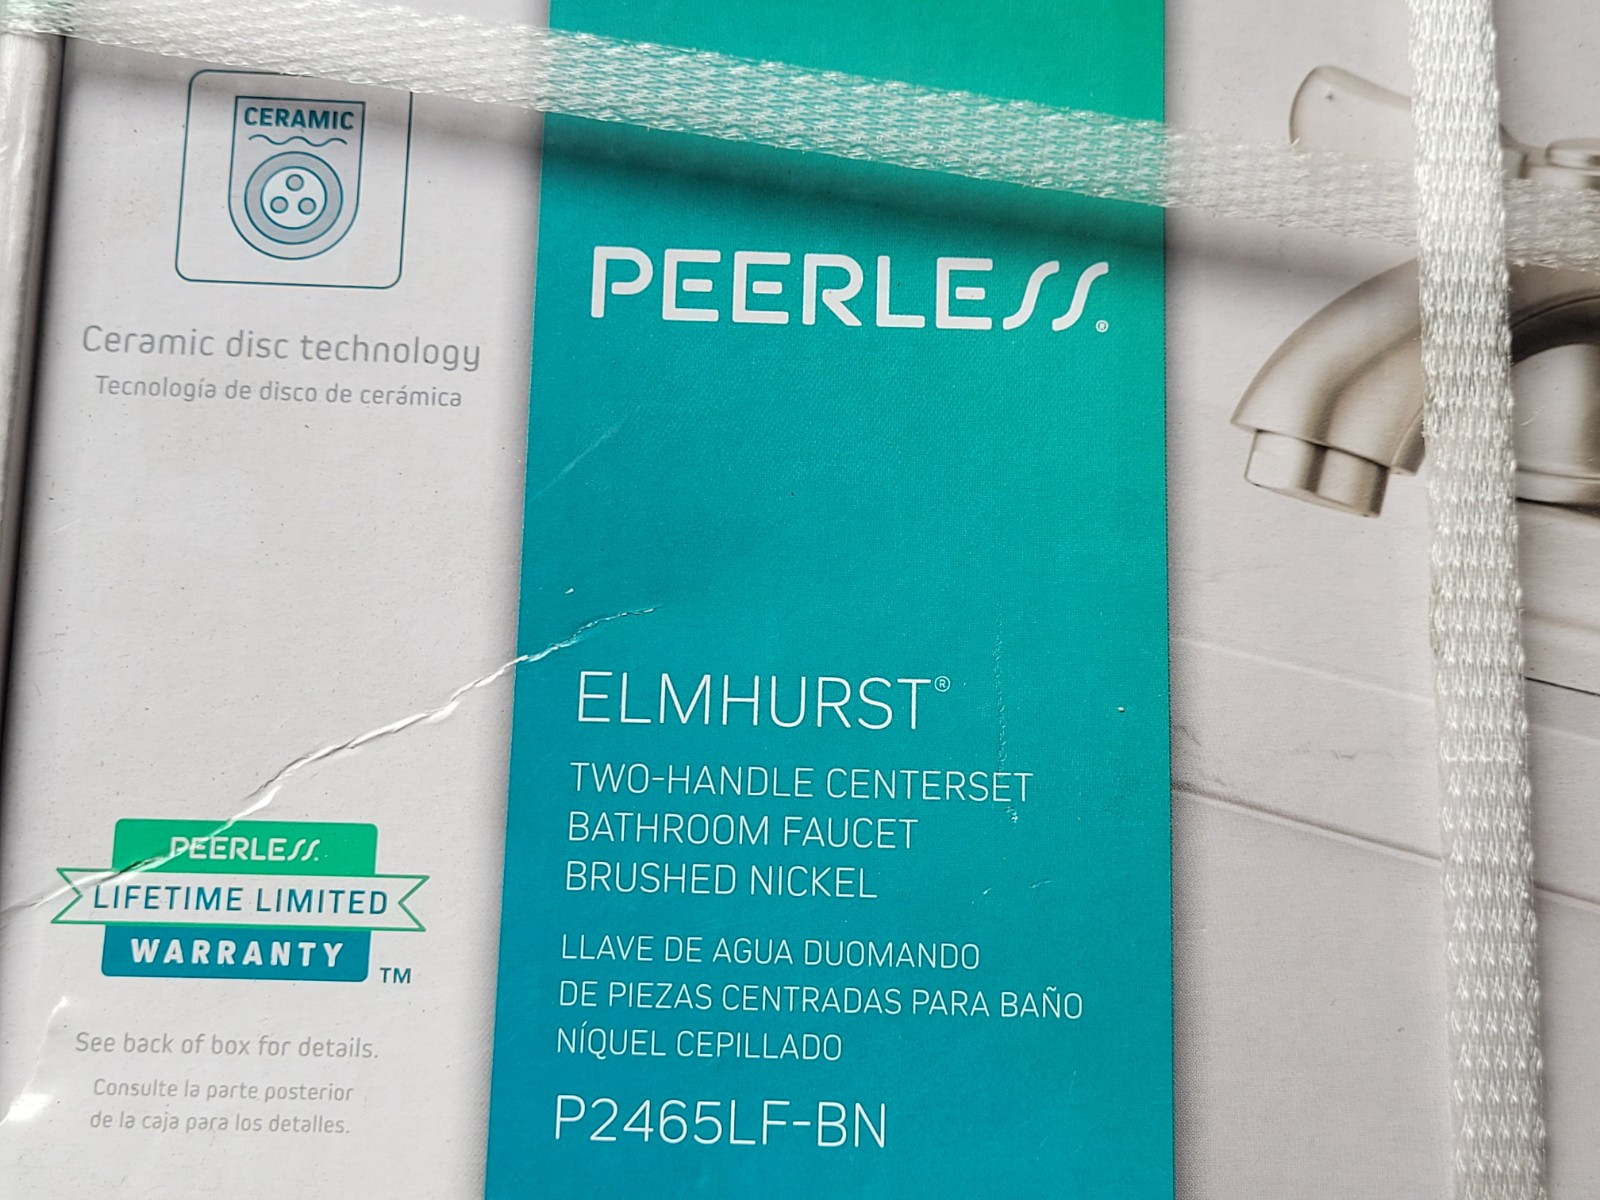 CERAMIC
Ceramic disc technology
Tecnología de disco de cerámica
PEERLESS®
ELMHURST®
TWO-HANDLE CENTERSET
BATHROOM FAUCET
BRUSHED NICKEL
LLAVE DE AGUA DUOMANDO
DE PIEZAS CENTRADAS PARA BAÑO
NÍQUEL CEPILLADO
P2465LF-BN
PEERLESS.
LIFETIME LIMITED
WARRANTY
TM
See back of box for details.
Consulte la parte posterior
de la caja para los detalles.